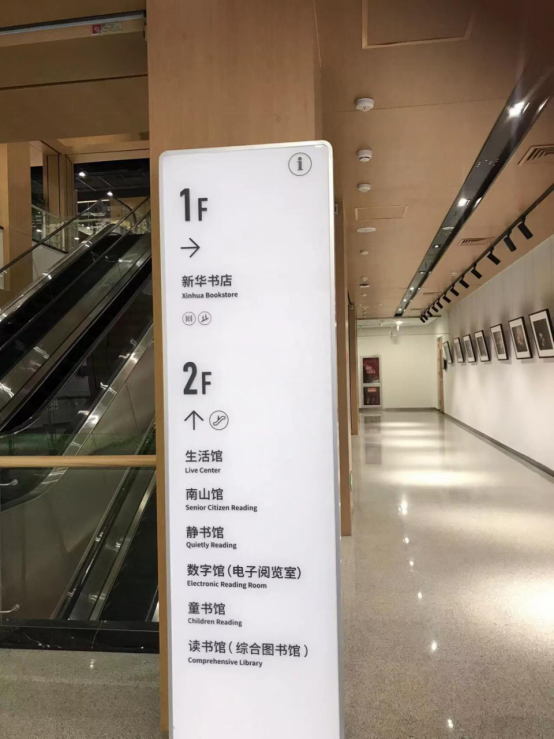 i
1F
→
新华书店
Xinhua Bookstore
2F
↑
生活馆
Live Center
南山馆
Senior Citizen Reading
静书馆
Quietly Reading
数字馆(电子阅览室)
Electronic Reading Room
童书馆
Children Reading
读书馆(综合图书馆)
Comprehensive Library